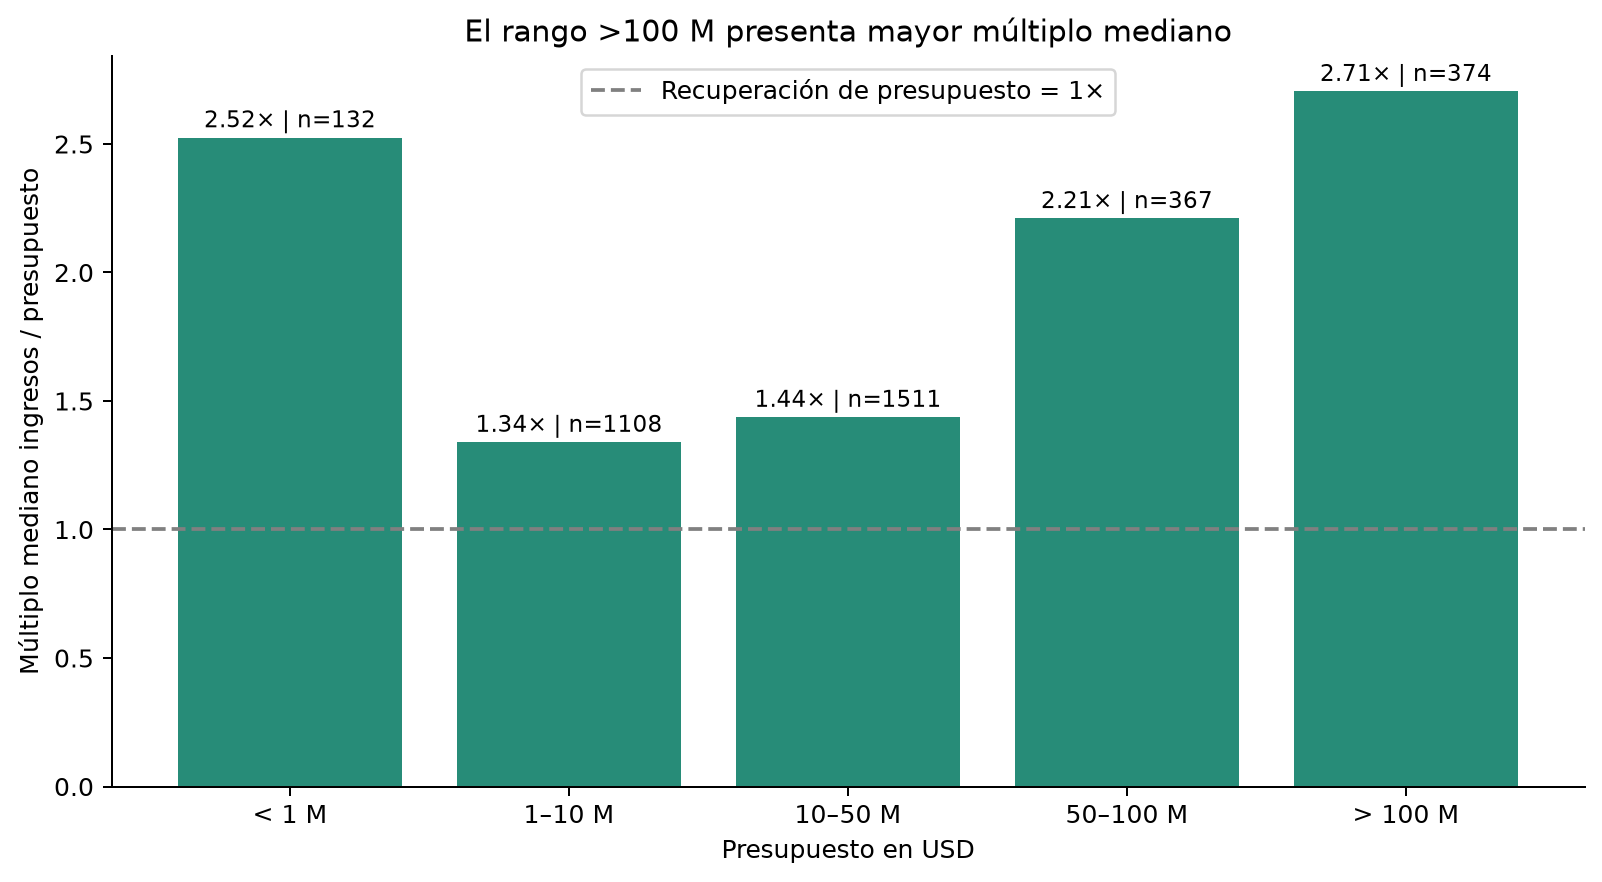 El rango >100 M presenta mayor múltiplo mediano
Recuperación de presupuesto = 1×
2.52× | n=132
1.34× | n=1108
1.44× | n=1511
2.21× | n=367
2.71× | n=374
Múltiplo mediano ingresos / presupuesto
2.5
2.0
1.5
1.0
0.5
0.0
< 1 M
1–10 M
10–50 M
50–100 M
> 100 M
Presupuesto en USD